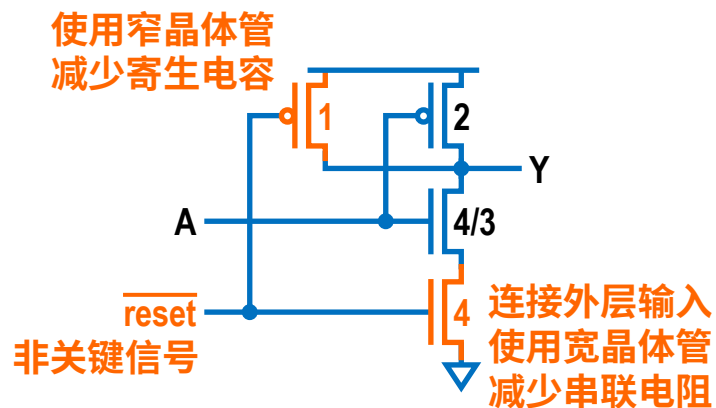 使用窄晶体管
减少寄生电容
1
2
Y
A
4/3
reset
4
非关键信号
连接外层输入
使用宽晶体管
减少串联电阻